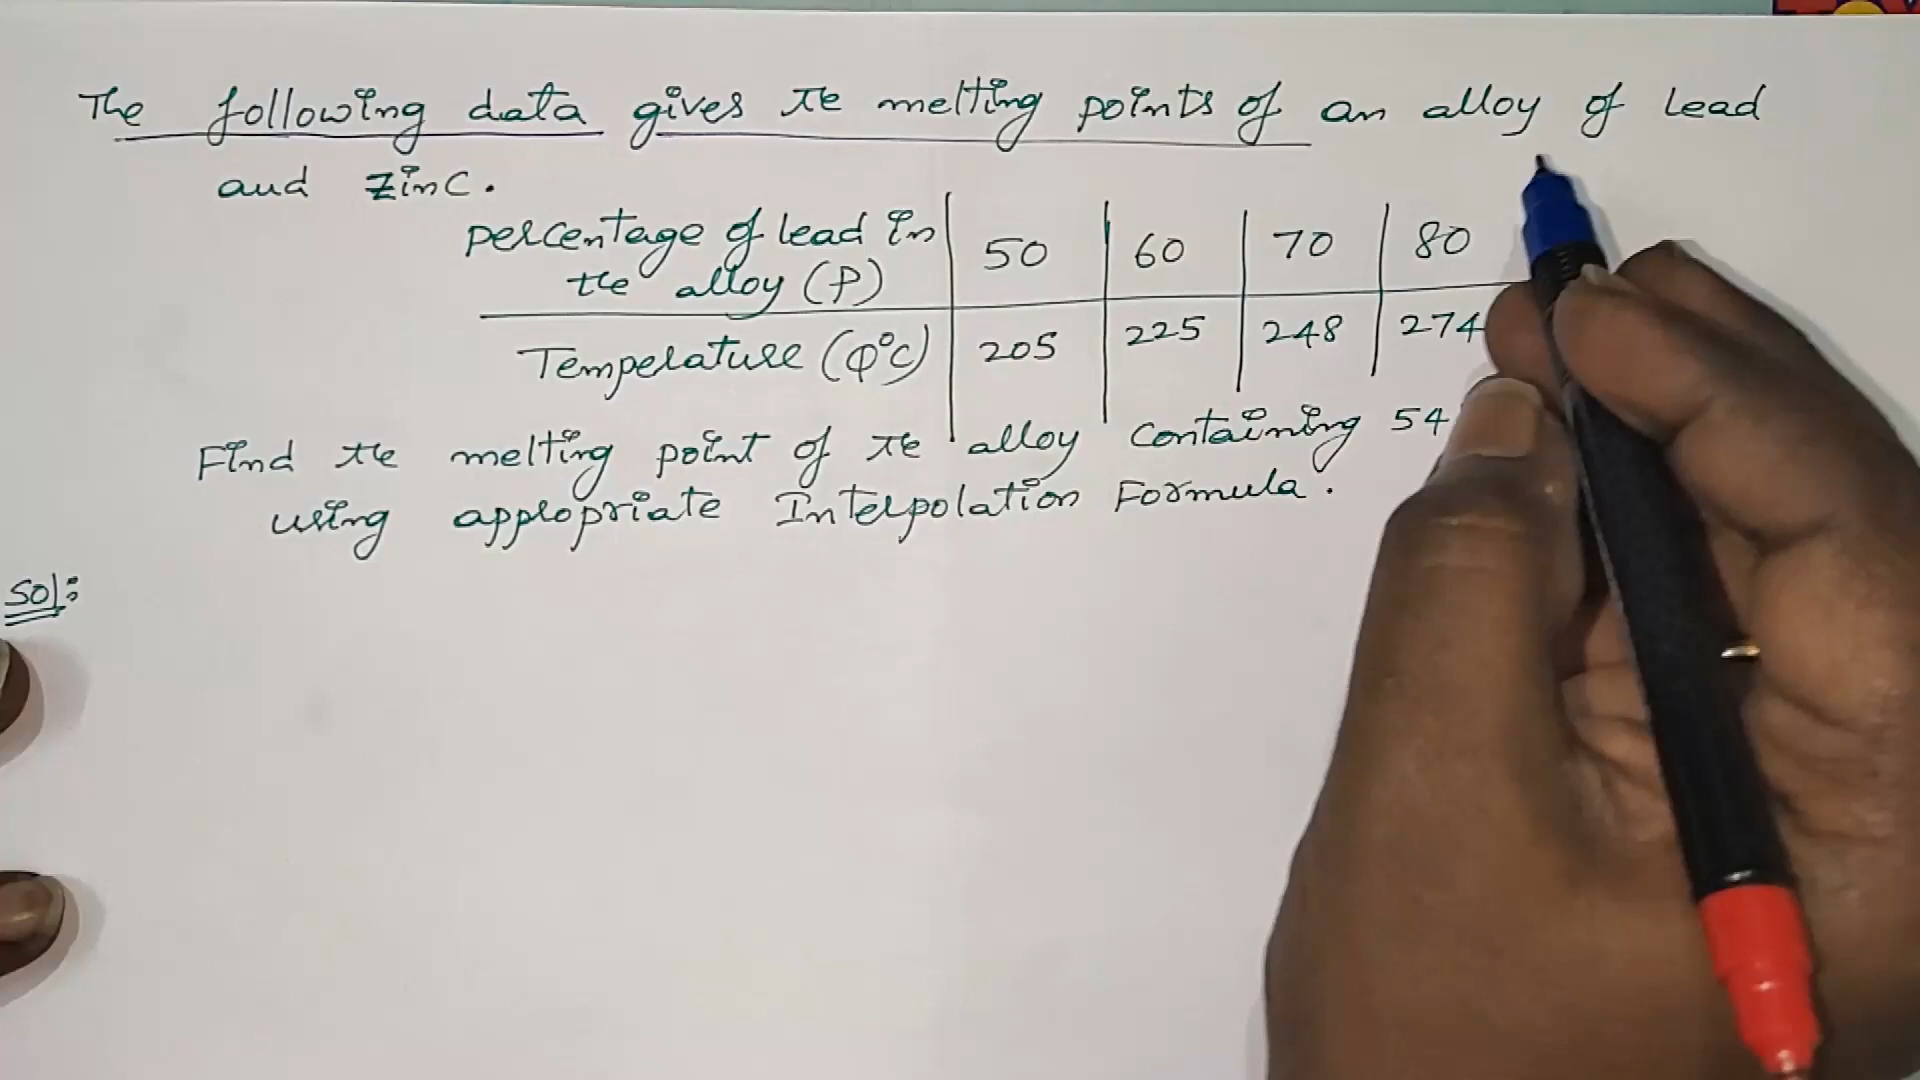 The following data gives the melting points of an alloy of lead
and zinc.
percentage of lead in 50 60 70 80
the alloy (P)
Temperature (Φ°C) 205 225 248 274
Find the melting point of the alloy containing 54
using appropriate Interpolation Formula.
Sol: